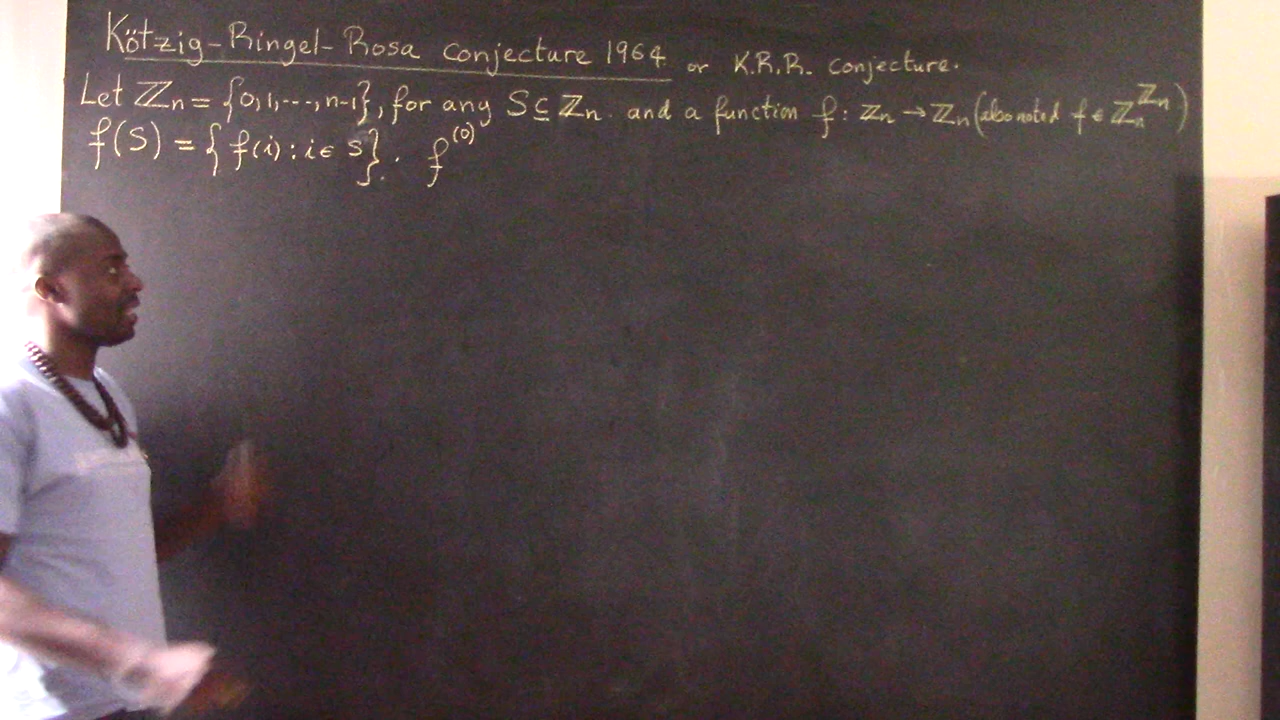 Kötzig-Ringel-Rosa conjecture 1964 or K.R.R. conjecture.
Let ℤₙ = {0,1,---,n-1}, for any S ⊆ ℤₙ. and a function f : ℤₙ → ℤₙ (also noted f ∈ ℤₙ^ℤₙ)
f(S) = { f(i) : i ∈ S }. f⁽⁰⁾